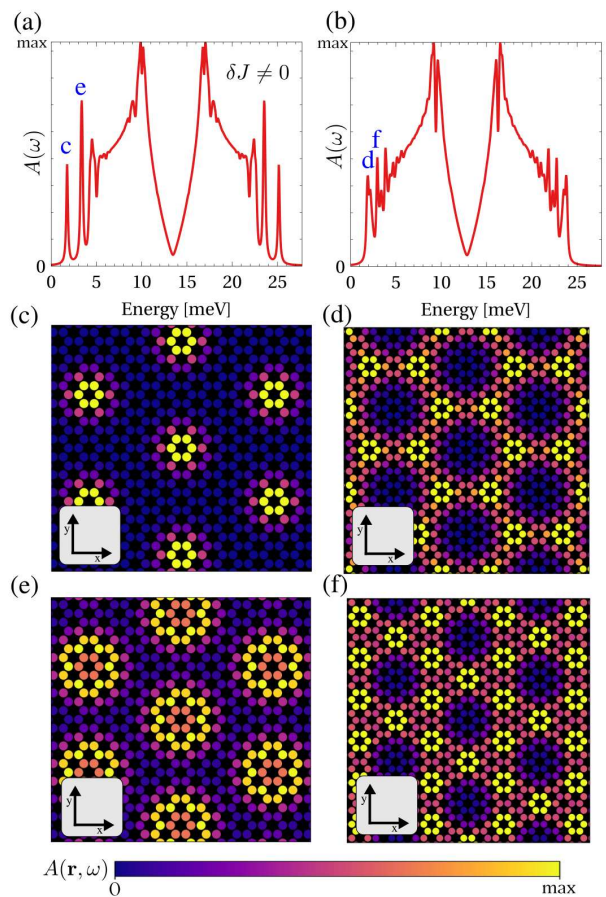 (a) (b)
max max
δJ ≠ 0
e
c
f
d
A(ω) A(ω)
0 0
0 5 10 15 20 25 0 5 10 15 20 25
Energy [meV] Energy [meV]
(c) (d)
y y
x x
(e) (f)
y y
x x
A(r, ω)
0 max